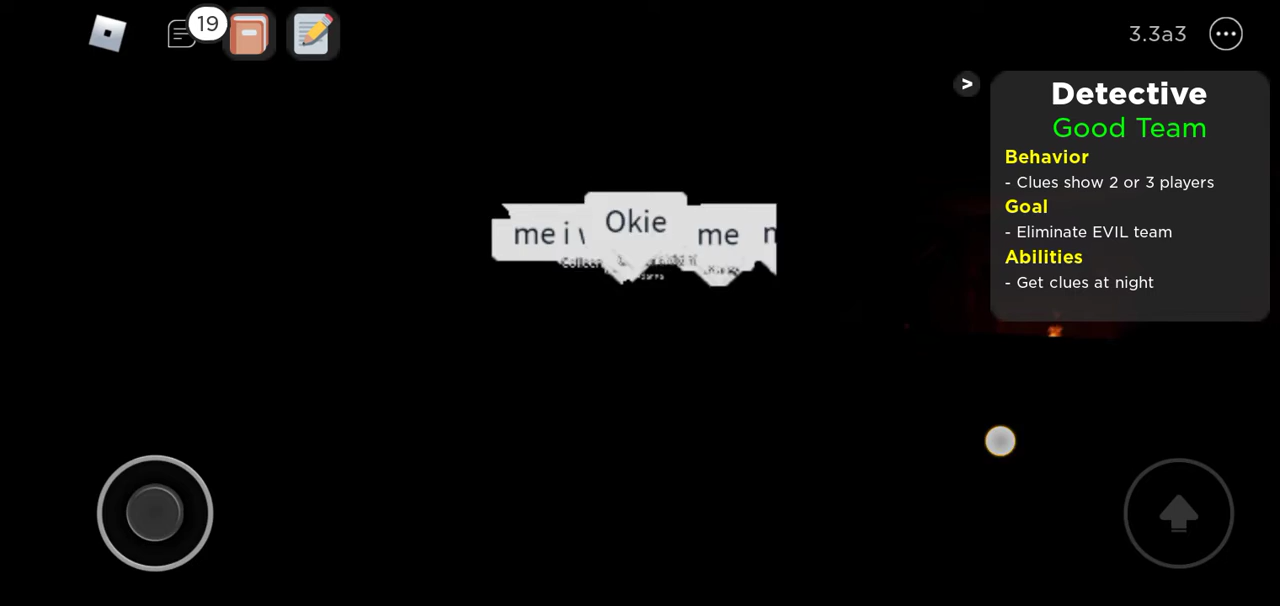 19
3.3a3
Detective
Good Team
Behavior
- Clues show 2 or 3 players
Goal
- Eliminate EVIL team
Abilities
- Get clues at night
me i
Okie
me